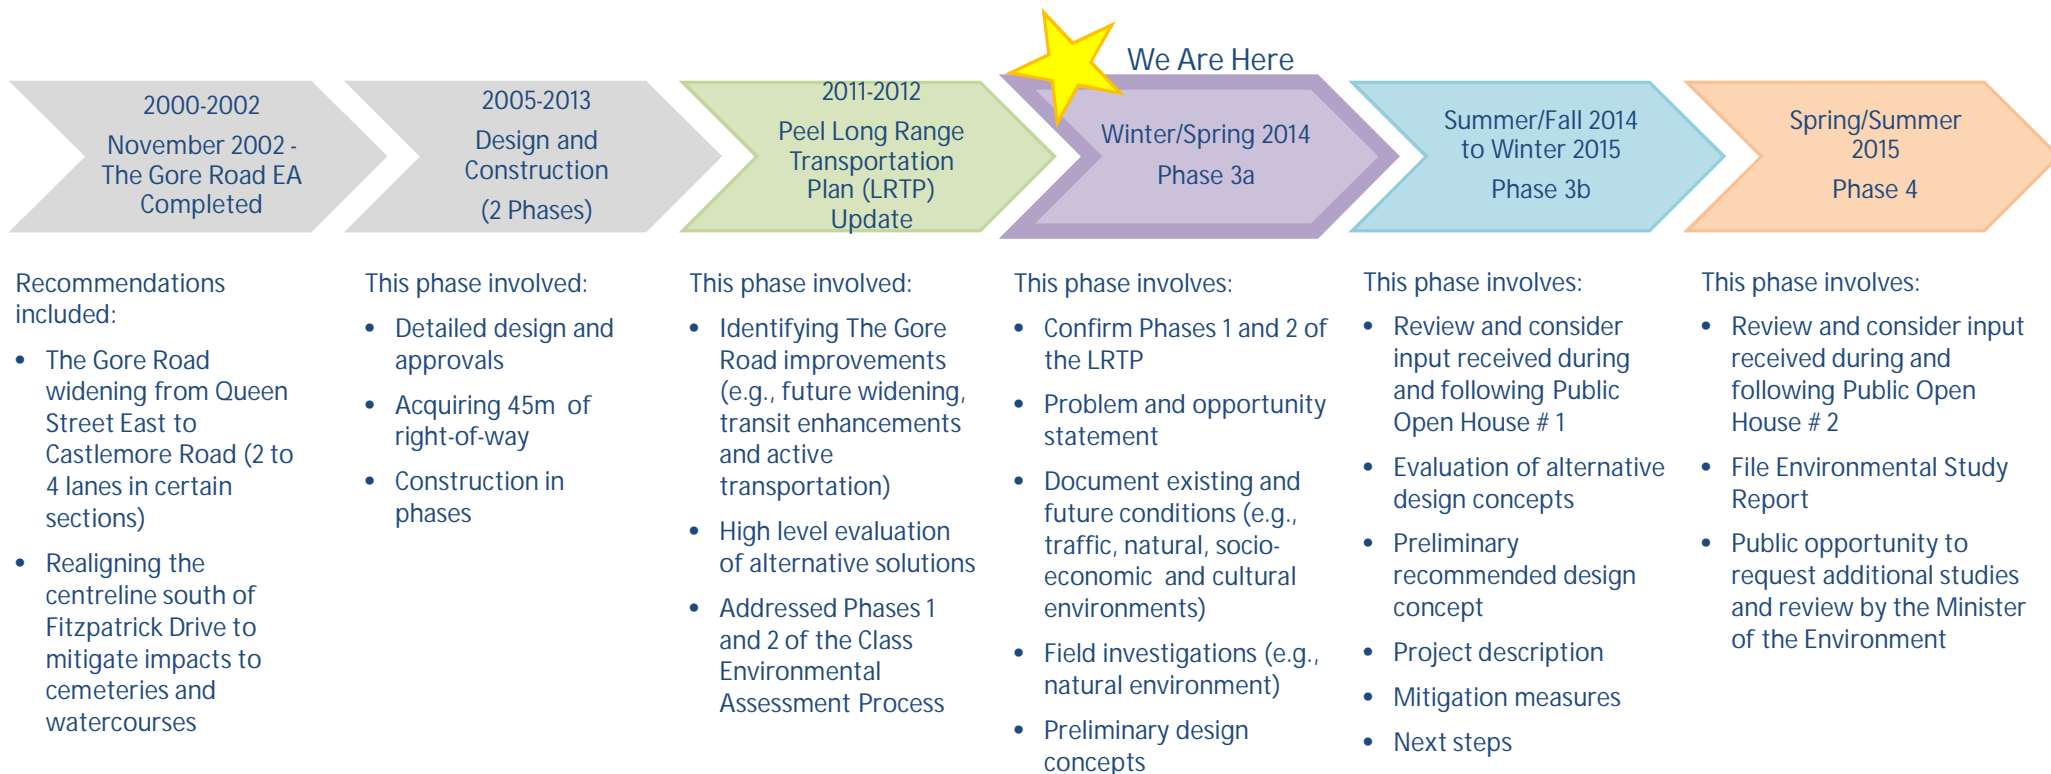 We Are Here
2000-2002
November 2002 -
The Gore Road EA
Completed
2005-2013
Design and
Construction
(2 Phases)
2011-2012
Peel Long Range
Transportation
Plan (LRTP)
Update
Winter/Spring 2014
Phase 3a
Summer/Fall 2014
to Winter 2015
Phase 3b
Spring/Summer
2015
Phase 4
Recommendations
included:
• The Gore Road
widening from Queen
Street East to
Castlemore Road (2 to
4 lanes in certain
sections)
• Realigning the
centreline south of
Fitzpatrick Drive to
mitigate impacts to
cemeteries and
watercourses
This phase involved:
• Detailed design and
approvals
• Acquiring 45m of
right-of-way
• Construction in
phases
This phase involved:
• Identifying The Gore
Road improvements
(e.g., future widening,
transit enhancements
and active
transportation)
• High level evaluation
of alternative solutions
• Addressed Phases 1
and 2 of the Class
Environmental
Assessment Process
This phase involves:
• Confirm Phases 1 and 2 of
the LRTP
• Problem and opportunity
statement
• Document existing and
future conditions (e.g.,
traffic, natural, socio-
economic and cultural
environments)
• Field investigations (e.g.,
natural environment)
• Preliminary design
concepts
This phase involves:
• Review and consider
input received during
and following Public
Open House # 1
• Evaluation of alternative
design concepts
• Preliminary
recommended design
concept
• Project description
• Mitigation measures
• Next steps
This phase involves:
• Review and consider input
received during and
following Public Open
House # 2
• File Environmental Study
Report
• Public opportunity to
request additional studies
and review by the Minister
of the Environment